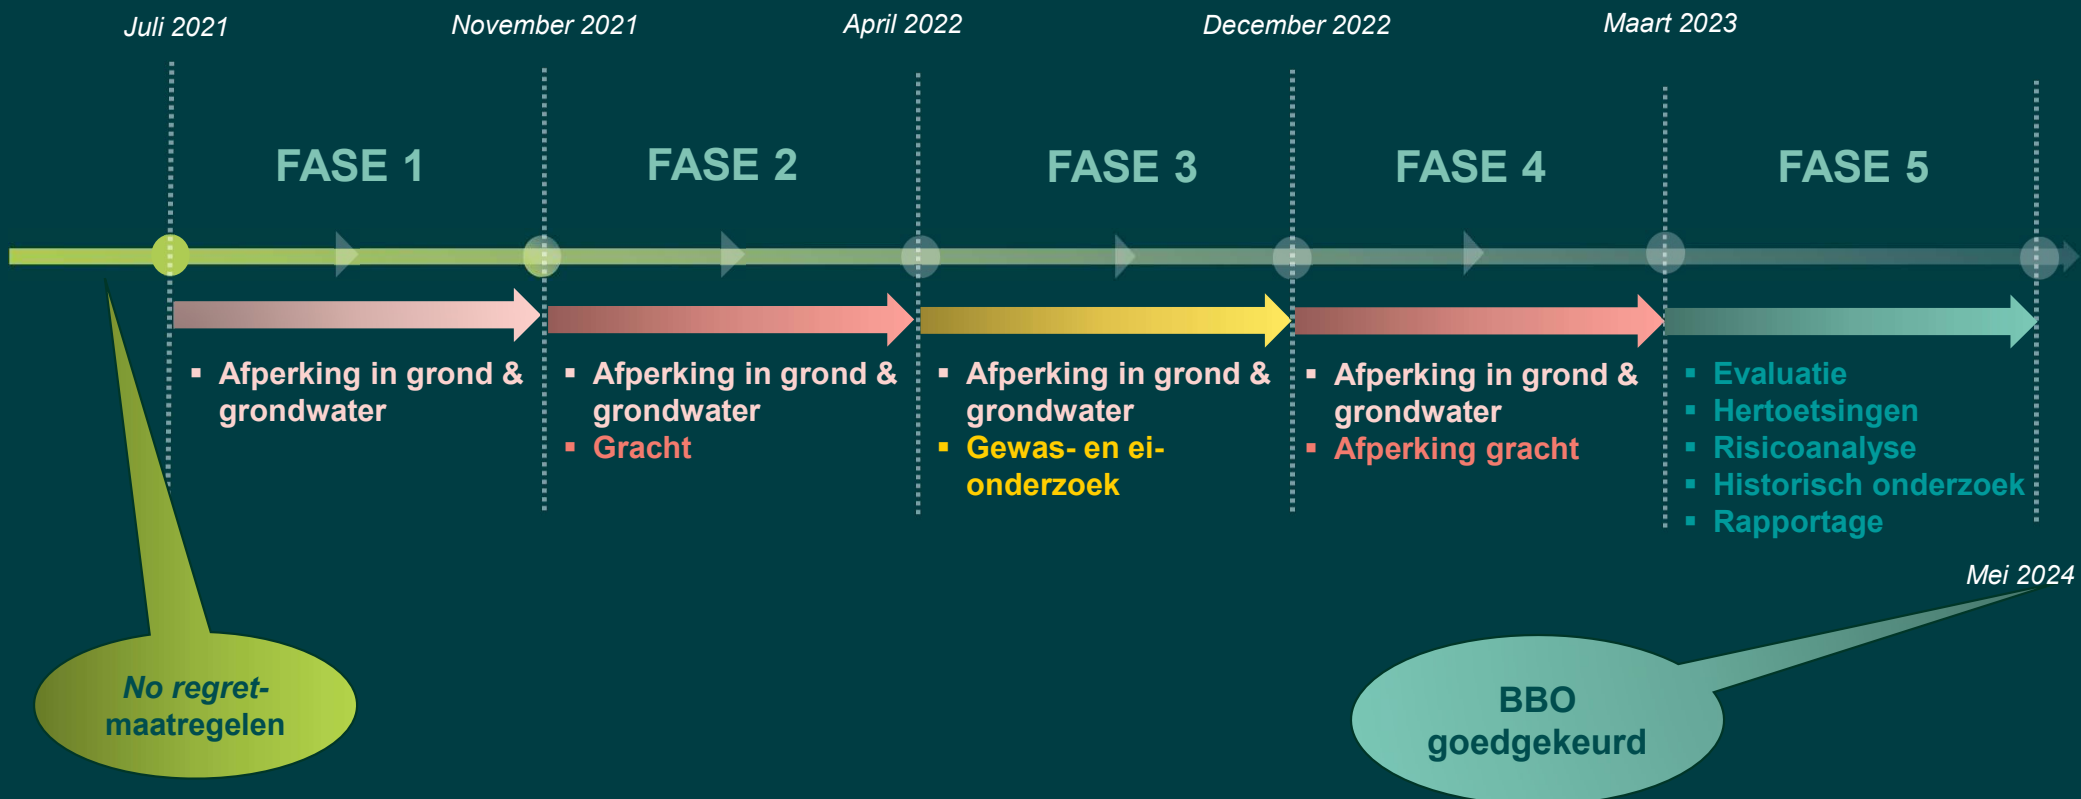 Juli 2021
November 2021
April 2022
December 2022
Maart 2023
FASE 1
FASE 2
FASE 3
FASE 4
FASE 5
▪ Afperking in grond &
grondwater
▪ Afperking in grond &
grondwater
▪ Gracht
▪ Afperking in grond &
grondwater
▪ Gewas- en ei-
onderzoek
▪ Afperking in grond &
grondwater
▪ Afperking gracht
▪ Evaluatie
▪ Hertoetsingen
▪ Risicoanalyse
▪ Historisch onderzoek
▪ Rapportage
Mei 2024
No regret-
maatregelen
BBO
goedgekeurd